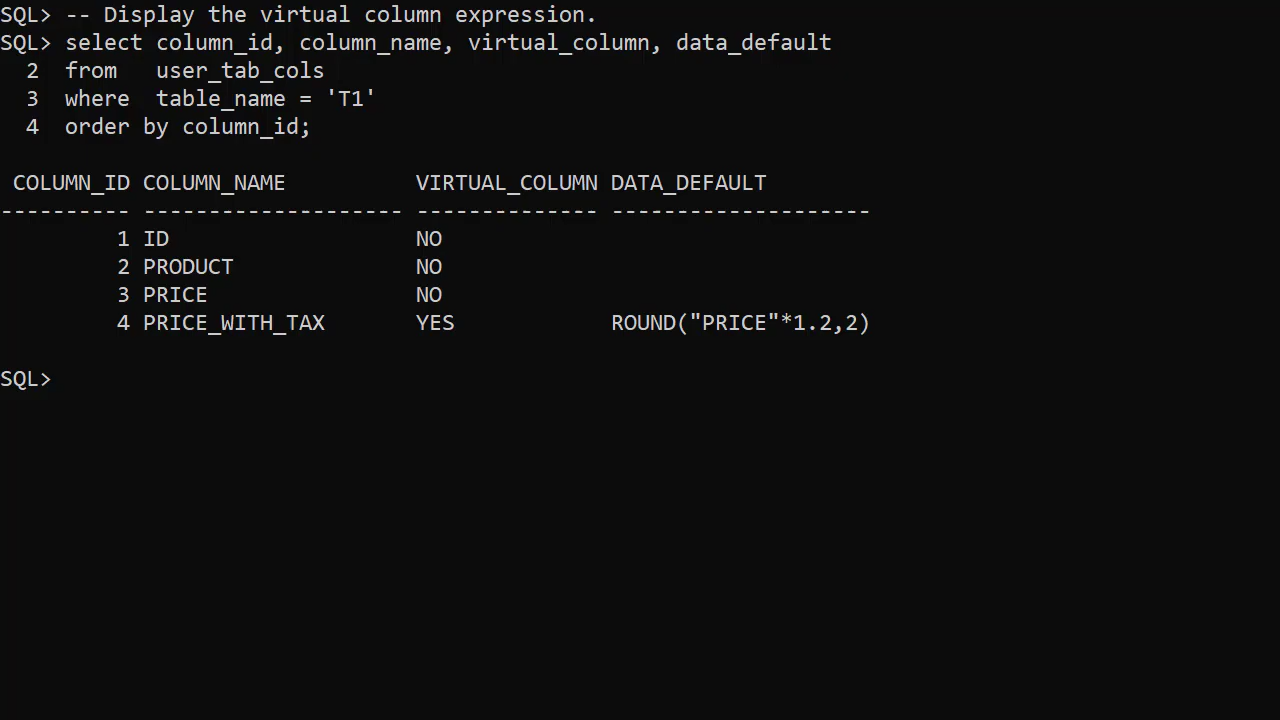 SQL> -- Display the virtual column expression.
SQL> select column_id, column_name, virtual_column, data_default
  2  from   user_tab_cols
  3  where  table_name = 'T1'
  4  order by column_id;
 COLUMN_ID COLUMN_NAME          VIRTUAL_COLUMN DATA_DEFAULT
---------- -------------------- -------------- --------------------
         1 ID                   NO
         2 PRODUCT              NO
         3 PRICE                NO
         4 PRICE_WITH_TAX       YES            ROUND("PRICE"*1.2,2)
SQL>